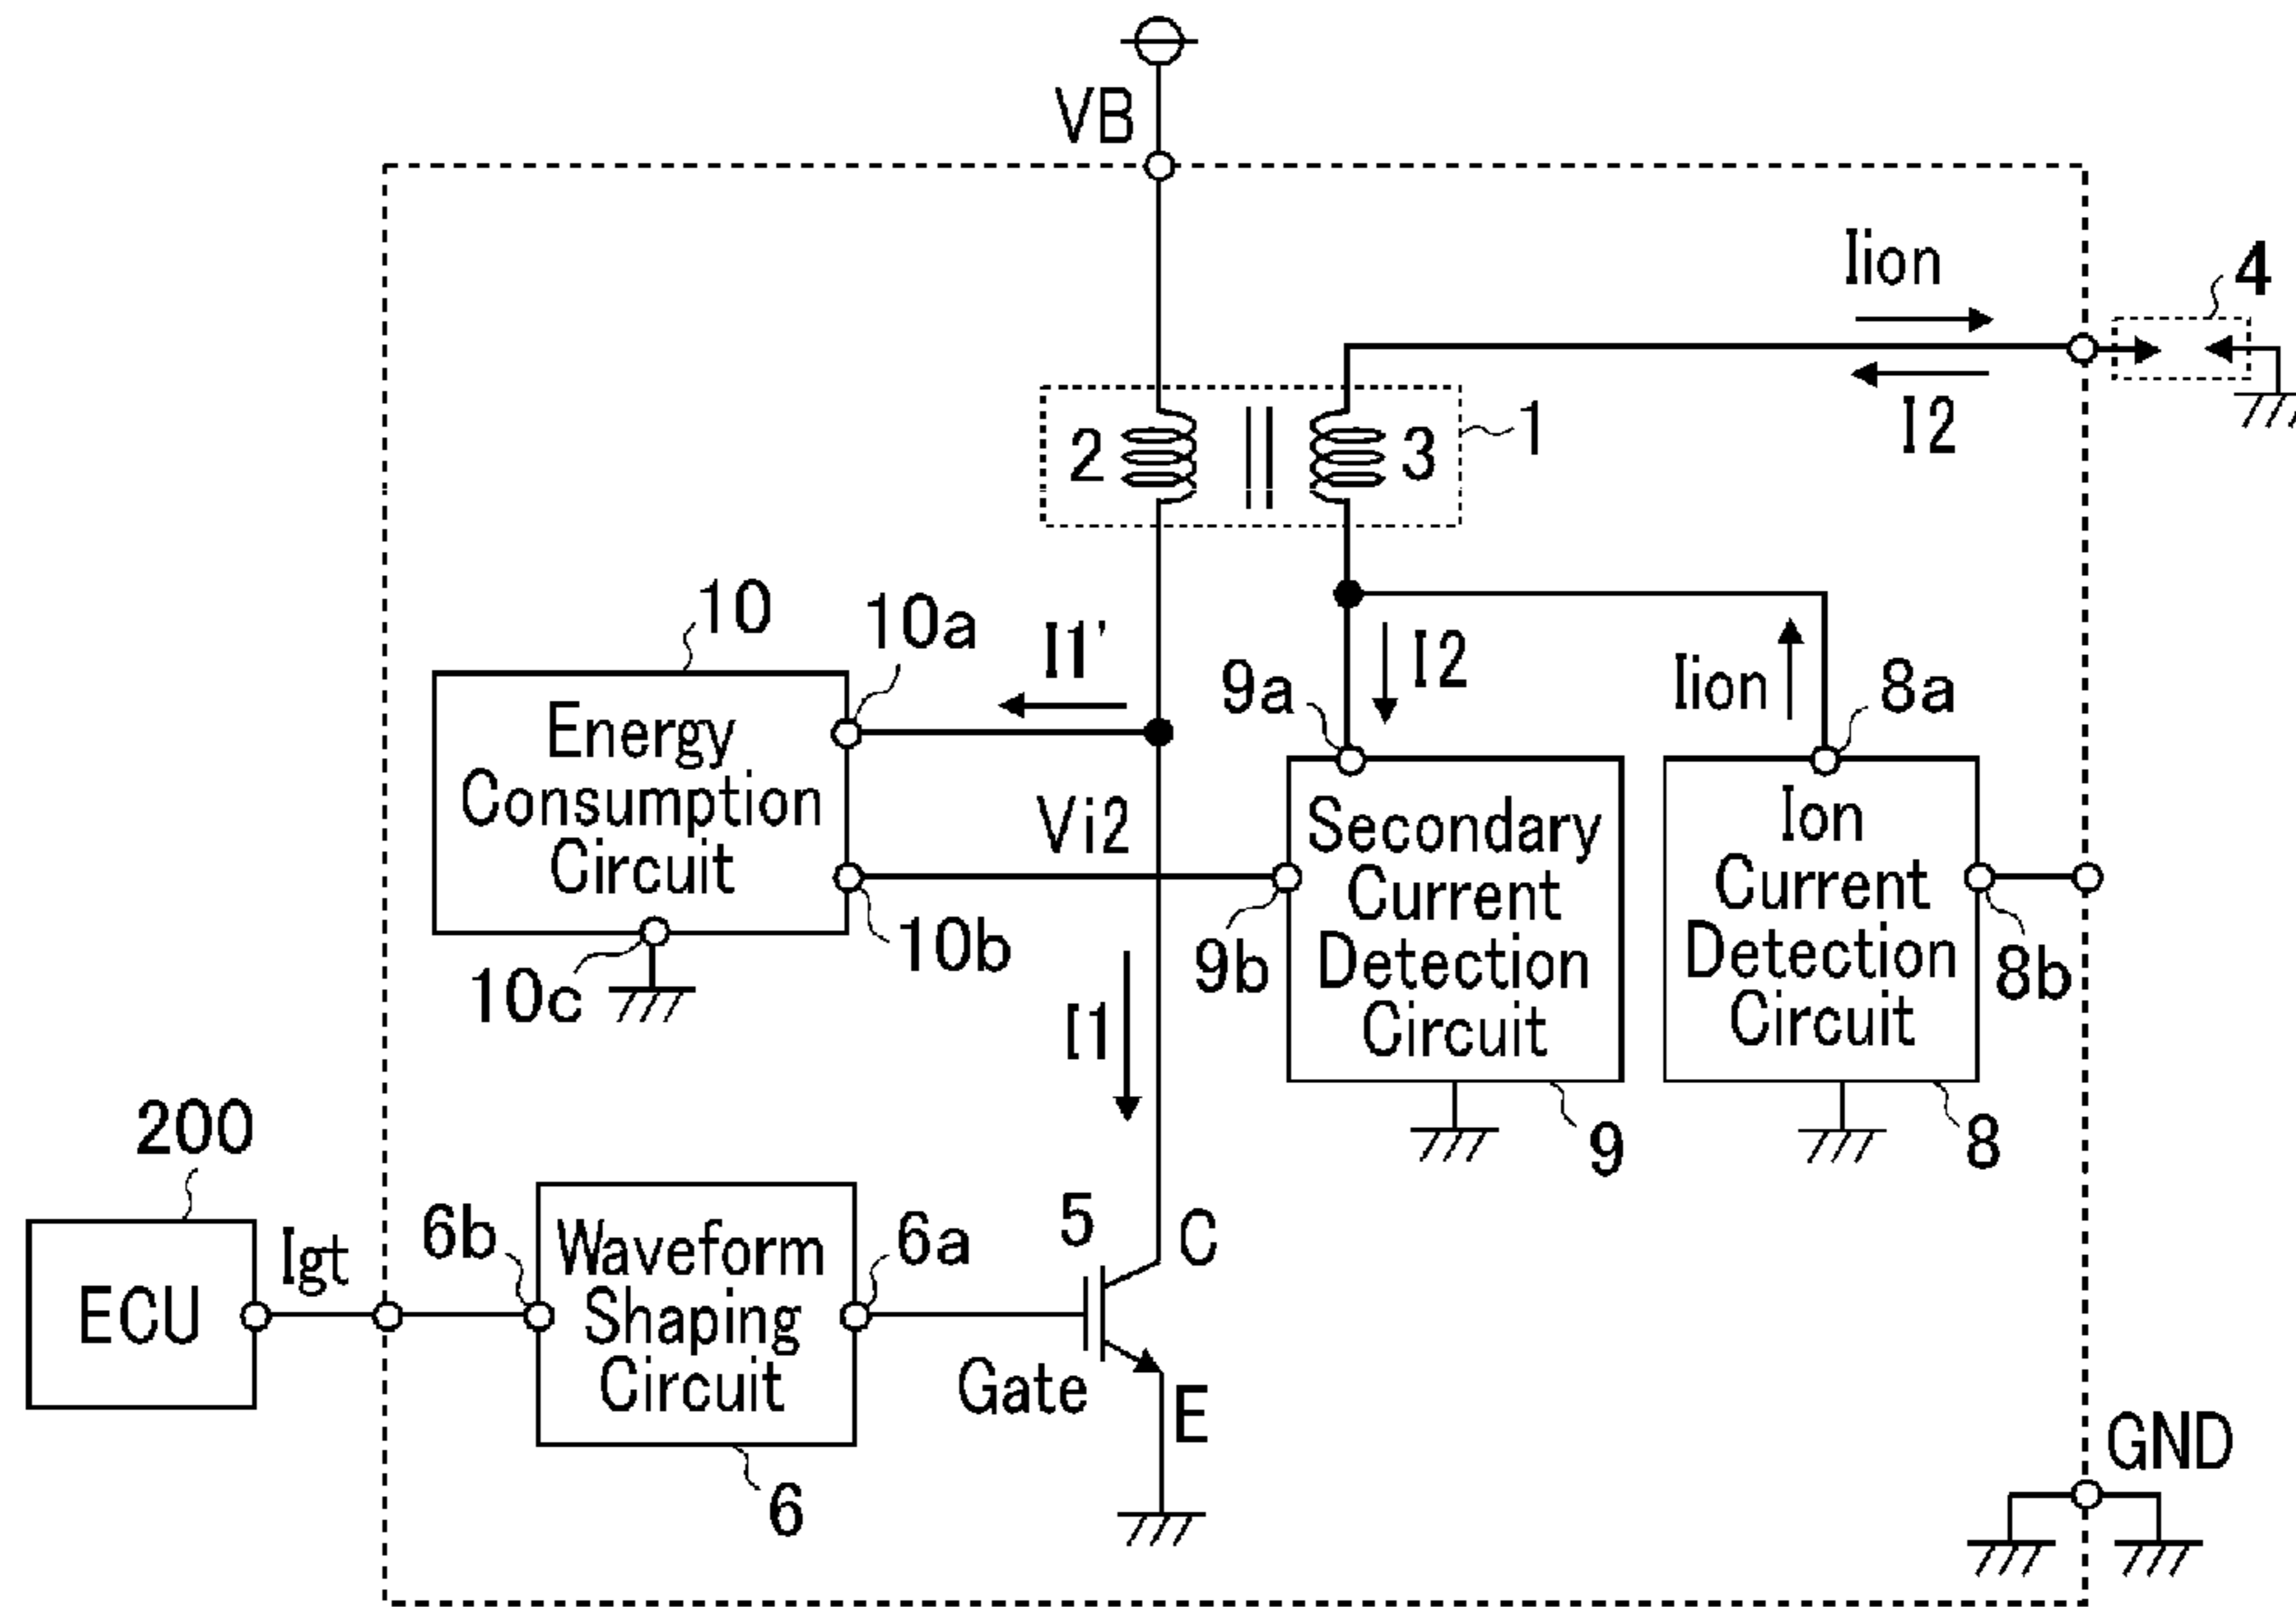 VB
Iion
4
I2
2
3
1
10
10a
I1'
9a
I2
Iion
8a
Energy
Consumption
Circuit
Vi2
Secondary
Current
Detection
Circuit
Ion
Current
Detection
Circuit
10b
10c
9b
8b
I1
9
8
200
ECU
Igt
6b
Waveform
Shaping
Circuit
6a
5
C
Gate
E
6
GND